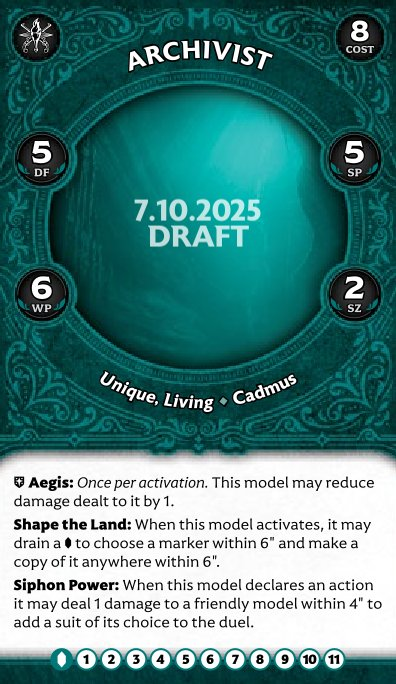 ARCHIVIST
8
COST
5
DF
5
SP
7.10.2025
DRAFT
6
WP
2
SZ
Unique, Living ⬥ Cadmus
Aegis: Once per activation. This model may reduce
damage dealt to it by 1.
Shape the Land: When this model activates, it may
drain a ⬮ to choose a marker within 6" and make a
copy of it anywhere within 6".
Siphon Power: When this model declares an action
it may deal 1 damage to a friendly model within 4" to
add a suit of its choice to the duel.
1 2 3 4 5 6 7 8 9 10 11